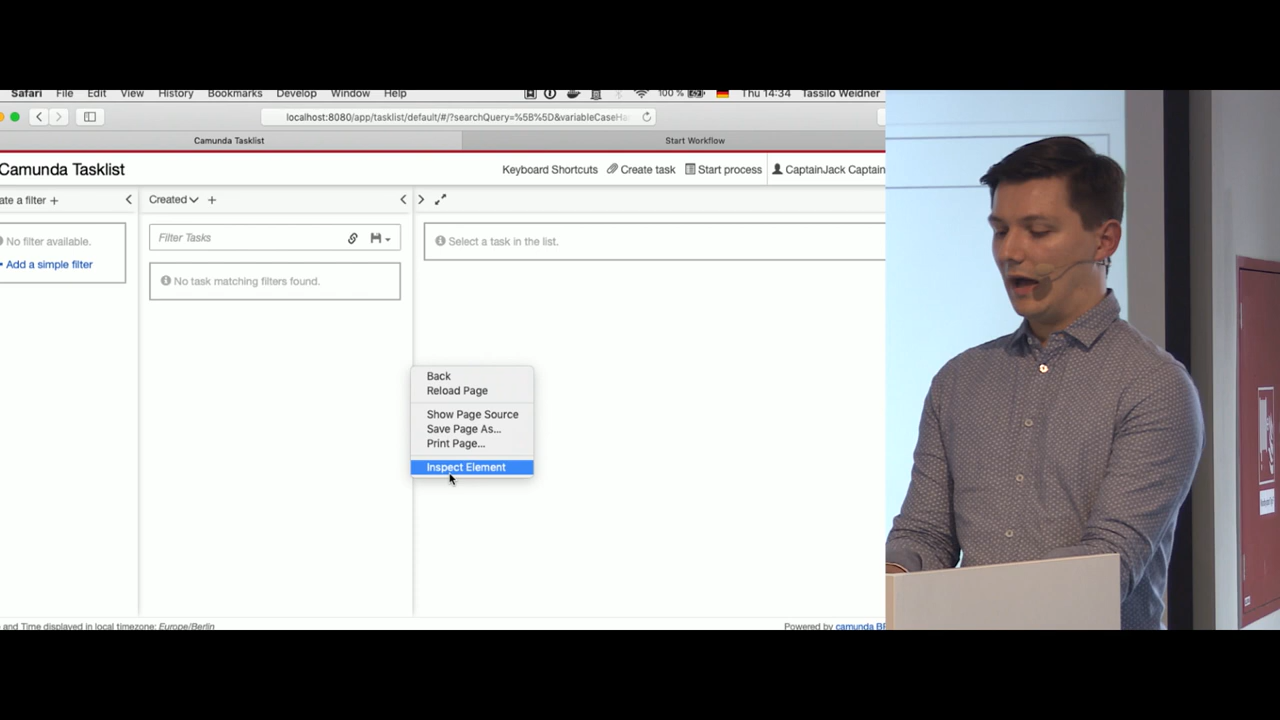 Safari File Edit View History Bookmarks Develop Window Help 100 % Thu 14:34 Tassilo Weidner
localhost:8080/app/tasklist/default/#/?searchQuery=%5B%5D&variableCaseHa
Camunda Tasklist Start Workflow
Camunda Tasklist Keyboard Shortcuts Create task Start process CaptainJack Captain
ate a filter + Created +
No filter available.
Add a simple filter
Filter Tasks
No task matching filters found.
Select a task in the list.
Back
Reload Page
Show Page Source
Save Page As...
Print Page...
Inspect Element
and Time displayed in local timezone: Europe/Berlin Powered by camunda BP